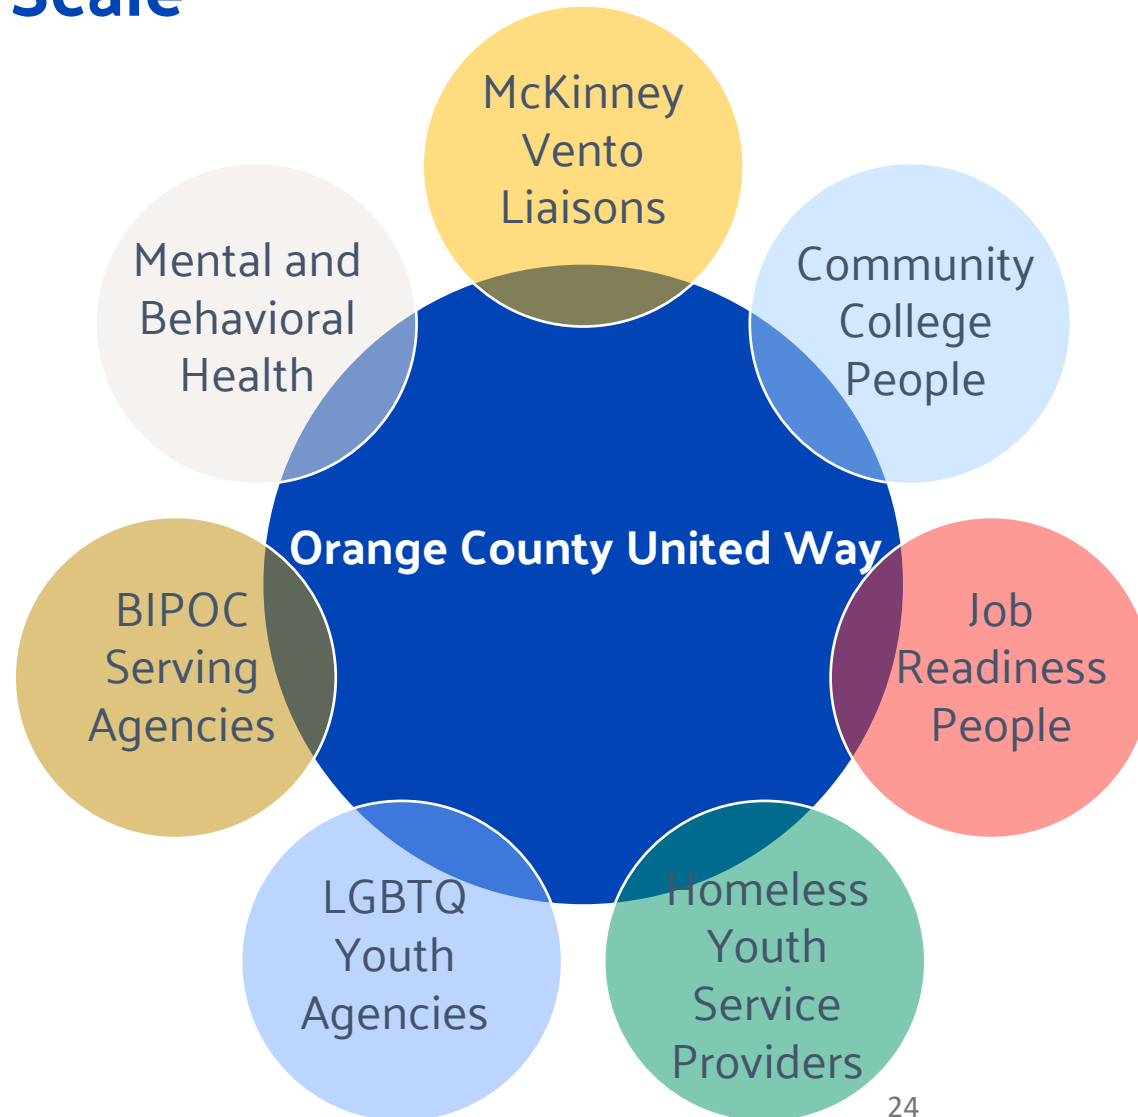 Scale
McKinney
Vento
Liaisons
Mental and
Behavioral
Health
Community
College
People
Orange County United Way
BIPOC
Serving
Agencies
Job
Readiness
People
LGBTQ
Youth
Agencies
Homeless
Youth
Service
Providers
24